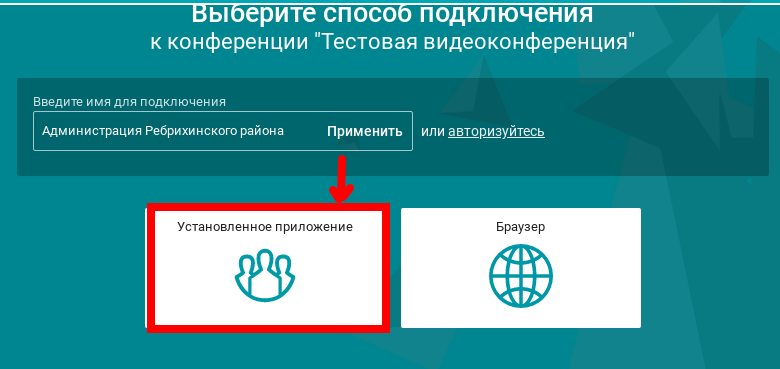 Выберите способ подключения
к конференции "Тестовая видеоконференция"
Введите имя для подключения
Администрация Ребрихинского района Применить или авторизуйтесь
Установленное приложение Браузер